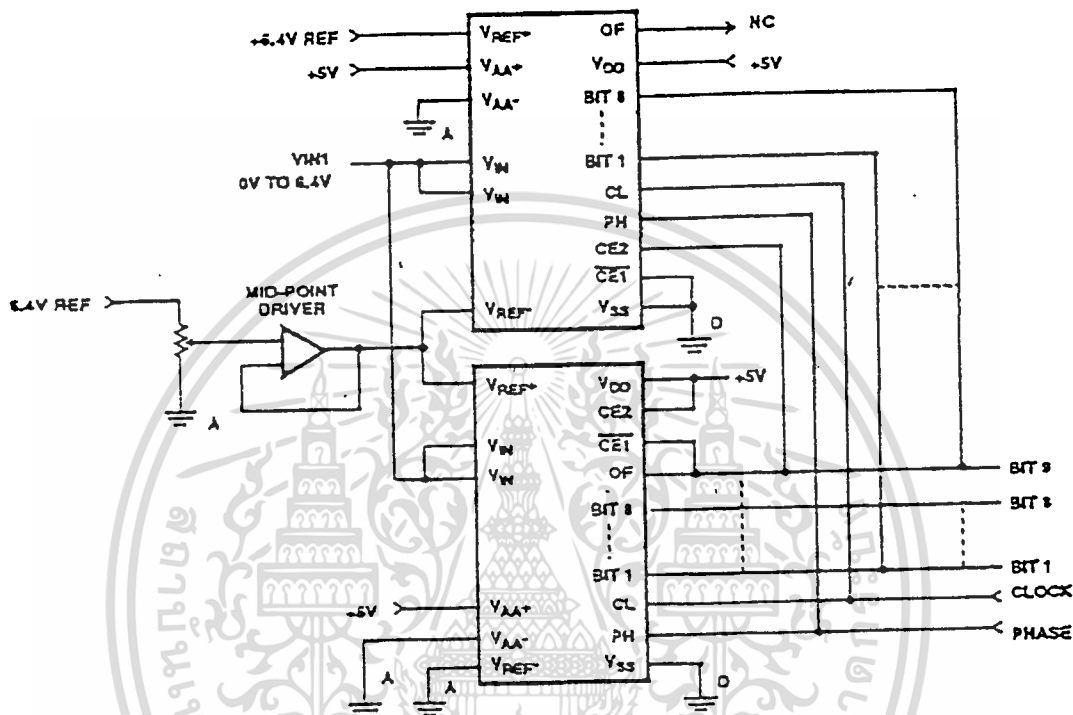 +6.4V REF
+5V
VREF+
VAA+
VAA-
A
VIN1
0V TO 6.4V
VIN
VIN
VREF-
OF
NC
VDD
+5V
BIT 8
BIT 1
CL
PH
CE2
CE1
VSS
D
6.4V REF
MID-POINT
DRIVER
A
VREF+
VIN
VIN
+5V
VAA+
VAA-
VREF-
A
A
VDD
+5V
CE2
CE1
OF
BIT 8
BIT 1
CL
PH
VSS
D
BIT 9
BIT 8
BIT 1
CLOCK
PHASE